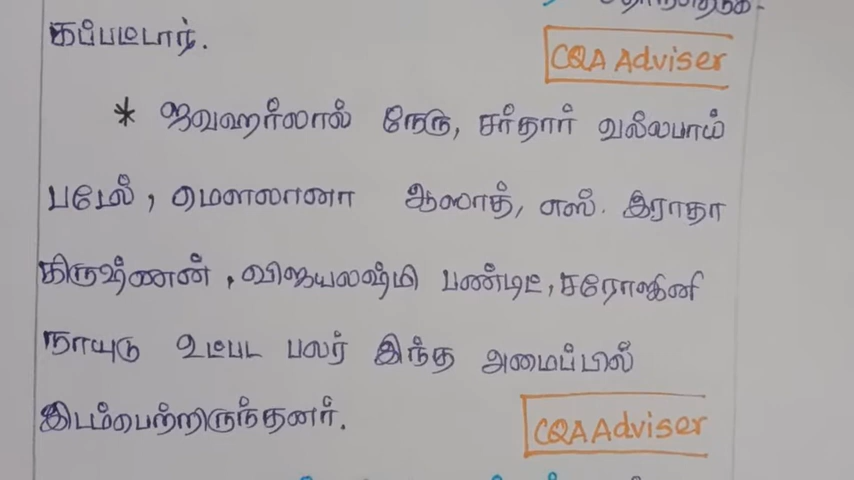 கப்பட்டார்.
CQA Adviser
* ஜவஹர்லால் நேரு, சர்தார் வல்லபாய்
படேல், மௌலானா ஆஸாத், எஸ். இராதா
கிருஷ்ணன், விஜயலஷ்மி பண்டிட், சரோஜினி
நாயுடு உட்பட பலர் இந்த அமைப்பில்
இடம்பெற்றிருந்தனர்.
CQA Adviser